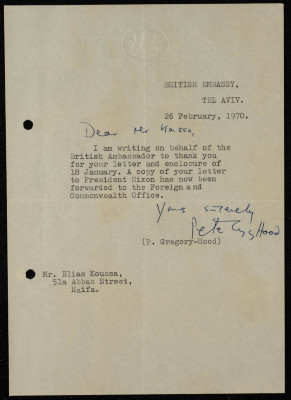 BRITISH EMBASSY,
TEL AVIV.
26 February, 1970.
Dear Mr Koussa,
I am writing on behalf of the
British Ambassador to thank you
for your letter and enclosure of
18 January. A copy of your letter
to President Nixon has now been
forwarded to the Foreign and
Commonwealth Office.
Yours sincerely
Peter Hood
(P. Gregory-Hood)
Mr. Elias Koussa,
51a Abbas Street,
Haifa.